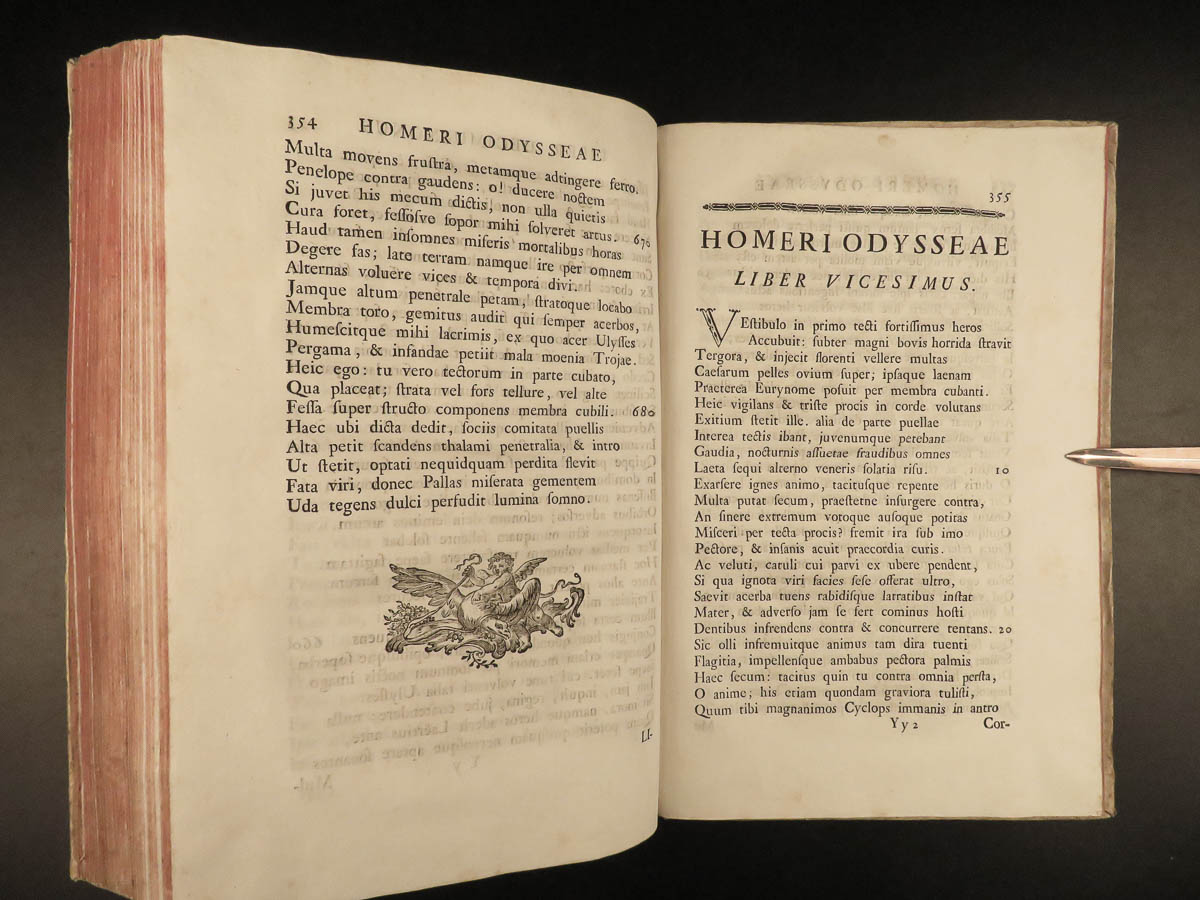 354 HOMERI ODYSSEAE
Multa movens fruſtra, metamque adtingere ferro.
Penelope contra gaudens: o! ducere noctem
Si juvet his mecum dictis, non ulla quietis
Cura foret, feſſoſve ſopor mihi ſolveret artus. 670
Haud tamen inſomnes miſeris mortalibus horas
Degere fas; late terram namque ire per omnem
Alternas voluere vices & tempora divi.
Jamque altum penetrale petam, ſtratoque locabo
Membra toro, gemitus audit qui ſemper acerbos,
Humeſcitque mihi lacrimis, ex quo acer Ulyſſes
Pergama, & infandae petiit mala moenia Trojae.
Heic ego: tu vero tectorum in parte cubato,
Qua placeat; ſtrata vel fors tellure, vel alte
Feſſa ſuper ſtructo componens membra cubili. 680
Haec ubi dicta dedit, ſociis comitata puellis
Alta petit ſcandens thalami penetralia, & intro
Ut ſtetit, optati nequidquam perdita flevit
Fata viri, donec Pallas miſerata gementem
Uda tegens dulci perfudit lumina ſomno.
LI-
355
HOMERI ODYSSEAE
LIBER VICESIMUS.
VEſtibulo in primo tecti fortiſſimus heros
Accubuit: ſubter magni bovis horrida ſtravit
Tergora, & injecit florenti vellere multas
Caeſarum pelles ovium ſuper; ipſaque laenam
Praeterea Eurynome poſuit per membra cubanti.
Heic vigilans & triſte procis in corde volutans
Exitium ſtetit ille. alia de parte puellae
Interea tectis ibant, juvenumque petebant
Gaudia, nocturnis aſſuetae fraudibus omnes
Laeta ſequi alterno veneris ſolatia riſu. 10
Exarſere ignes animo, tacituſque repente
Multa putat ſecum, praeſtetne inſurgere contra,
An ſinere extremum votoque auſoque potitas
Miſceri per tecta procis? fremit ira ſub imo
Pectore, & inſanis acuit praecordia curis.
Ac veluti, catuli cui parvi ex ubere pendent,
Si qua ignota viri facies ſeſe offerat ultro,
Saevit acerba tuens rabidiſque latratibus inſtat
Mater, & adverſo jam ſe fert cominus hoſti
Dentibus infrendens contra & concurrere tentans. 20
Sic olli infremuitque animus tam dira tuenti
Flagitia, impellenſque ambabus pectora palmis
Haec ſecum: tacitus quin tu contra omnia perſta,
O anime; his etiam quondam graviora tuliſti,
Quum tibi magnanimos Cyclops immanis in antro
Yy 2 Cor-